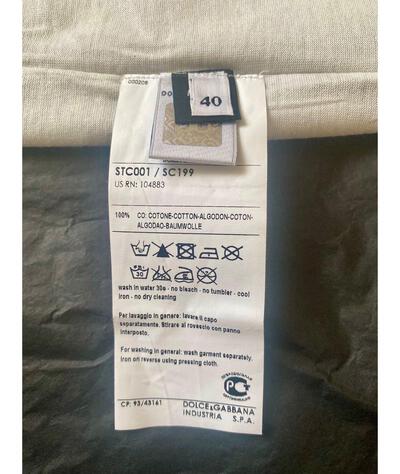 000208
40
STC001 / SC199
US RN: 104883
100% CO: COTONE-COTTON-ALGODON-COTON-
ALGODAO-BAUMWOLLE
30
wash in water 30ø - no bleach - no tumbler - cool
iron - no dry cleaning
Per lavaggio in genere: lavare il capo
separatamente. Stirare al rovescio con panno
interposto.
For washing in general: wash garment separately.
Iron on reverse using pressing cloth.
CP: 93/43161
DOLCE&GABBANA
INDUSTRIA S.P.A.